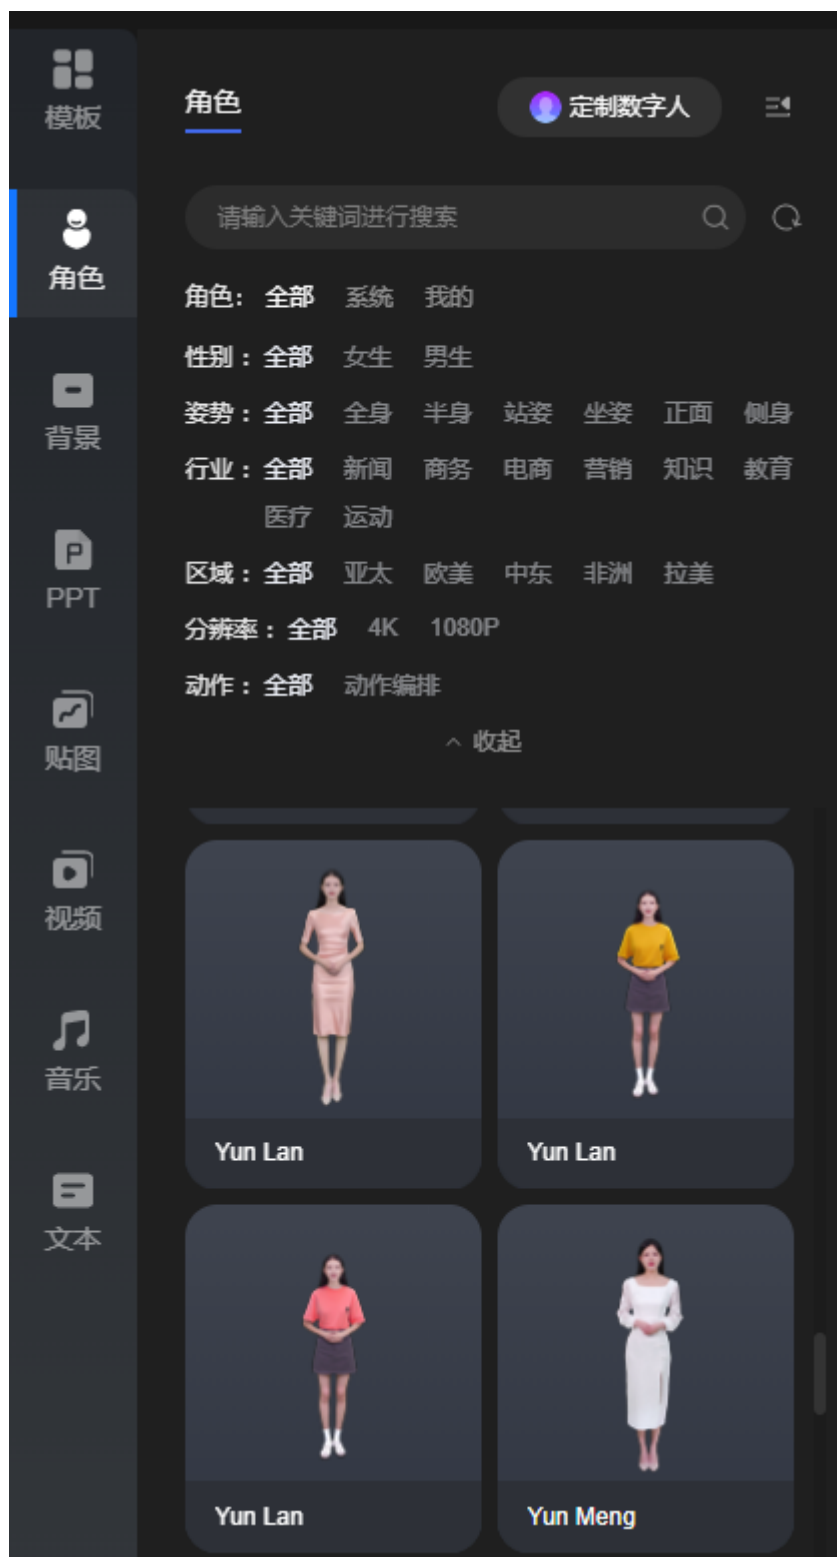 模板
角色
背景
PPT
贴图
视频
音乐
文本
角色 定制数字人
请输入关键词进行搜索
角色: 全部 系统 我的
性别: 全部 女生 男生
姿势: 全部 全身 半身 站姿 坐姿 正面 侧身
行业: 全部 新闻 商务 电商 营销 知识 教育
医疗 运动
区域: 全部 亚太 欧美 中东 非洲 拉美
分辨率: 全部 4K 1080P
动作: 全部 动作编排
收起
Yun Lan Yun Lan
Yun Lan Yun Meng